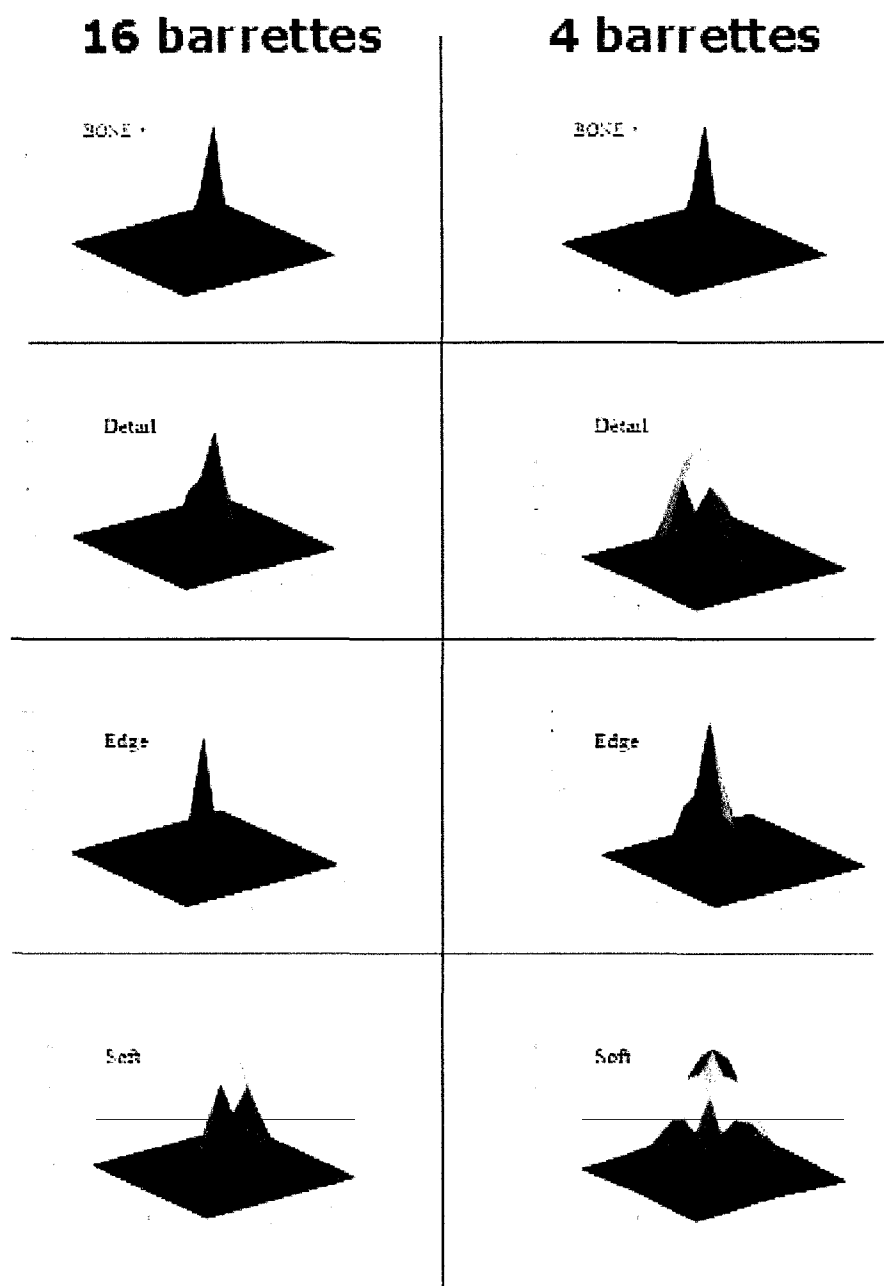 16 barrettes
4 barrettes
BONE +
BONE +
Detail
Detail
Edge
Edge
Soft
Soft